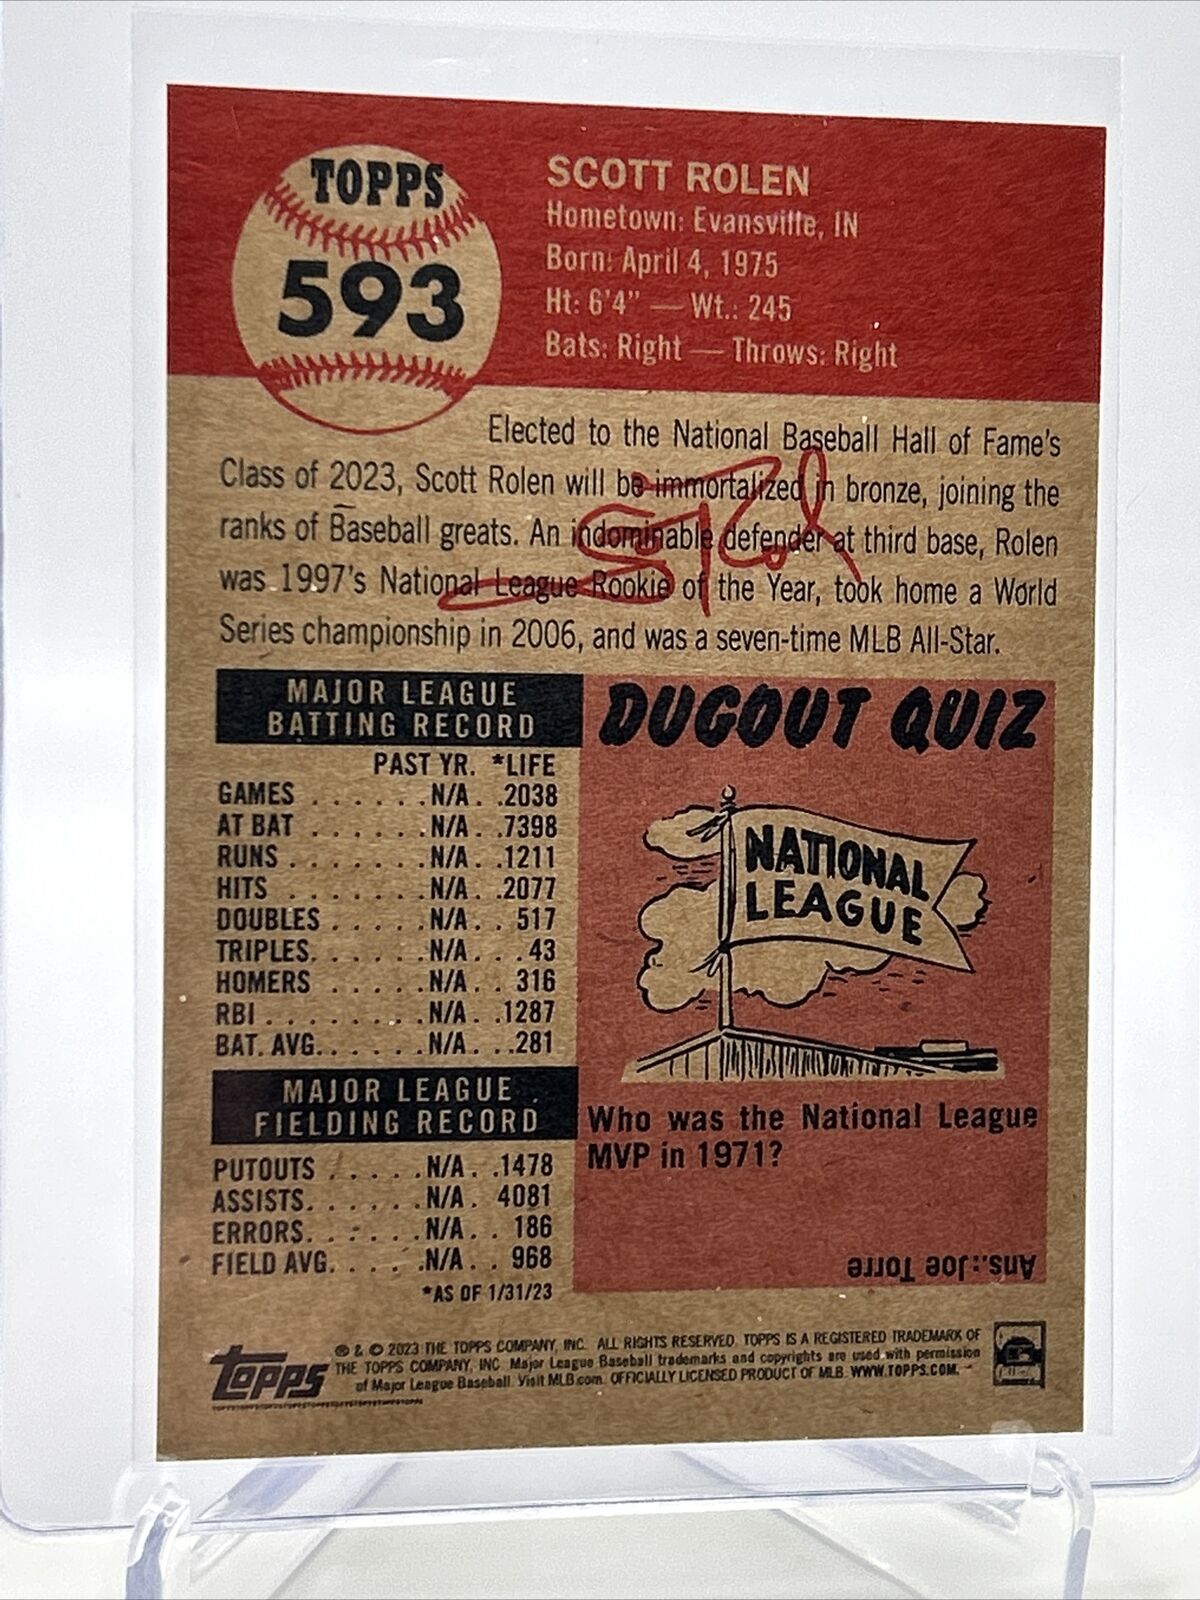 TOPPS
593
SCOTT ROLEN
Hometown: Evansville, IN
Born: April 4, 1975
Ht: 6'4" — Wt.: 245
Bats: Right — Throws: Right
Elected to the National Baseball Hall of Fame's
Class of 2023, Scott Rolen will be immortalized in bronze, joining the
ranks of Baseball greats. An indominable defender at third base, Rolen
was 1997's National League Rookie of the Year, took home a World
Series championship in 2006, and was a seven-time MLB All-Star.
MAJOR LEAGUE
BATTING RECORD
PAST YR. *LIFE
GAMES . . . . . . N/A . .2038
AT BAT . . . . . . N/A . .7398
RUNS . . . . . . . N/A . .1211
HITS . . . . . . . N/A . .2077
DOUBLES . . . . . N/A . . 517
TRIPLES. . . . . . N/A. . . . 43
HOMERS . . . . . N/A . . 316
RBI . . . . . . . . N/A . .1287
BAT. AVG. . . . . . N/A. . .281
MAJOR LEAGUE
FIELDING RECORD
PUTOUTS . . . . . N/A . .1478
ASSISTS. . . . . . N/A . 4081
ERRORS. . . . . . N/A . . 186
FIELD AVG. . . . . N/A . . 968
*AS OF 1/31/23
DUGOUT QUIZ
NATIONAL
LEAGUE
Who was the National League
MVP in 1971?
Ans.:Joe Torre
Topps
® & © 2023 THE TOPPS COMPANY, INC. ALL RIGHTS RESERVED. TOPPS IS A REGISTERED TRADEMARK OF
THE TOPPS COMPANY, INC. Major League Baseball trademarks and copyrights are used with permission
of Major League Baseball. Visit MLB.com. OFFICIALLY LICENSED PRODUCT OF MLB. WWW.TOPPS.COM.